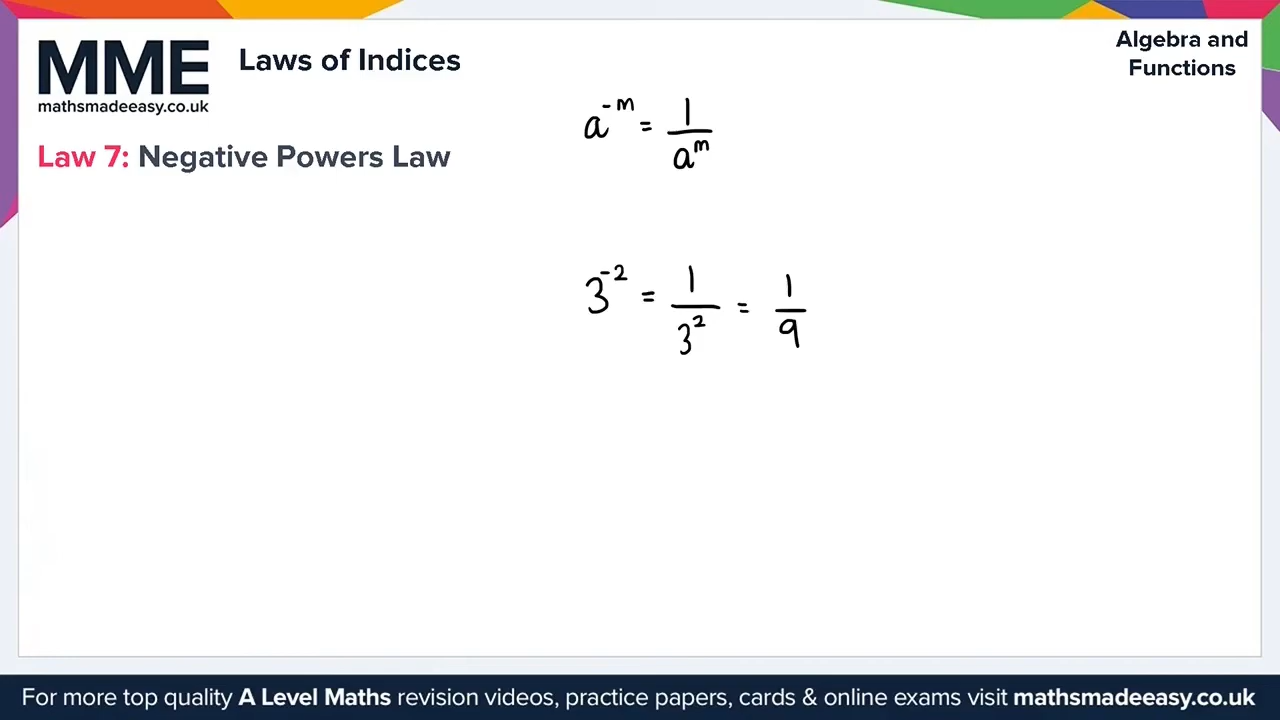 MME
mathsmadeeasy.co.uk
Laws of Indices
Algebra and
Functions
Law 7: Negative Powers Law
a⁻ᵐ = 1/aᵐ
3⁻² = 1/3² = 1/9
For more top quality A Level Maths revision videos, practice papers, cards & online exams visit mathsmadeeasy.co.uk